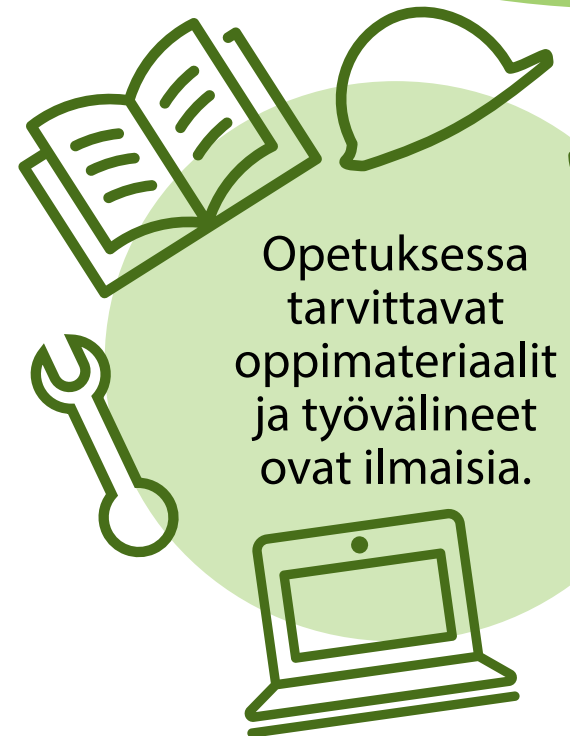 Opetuksessa
tarvittavat
oppimateriaalit
ja työvälineet
ovat ilmaisia.